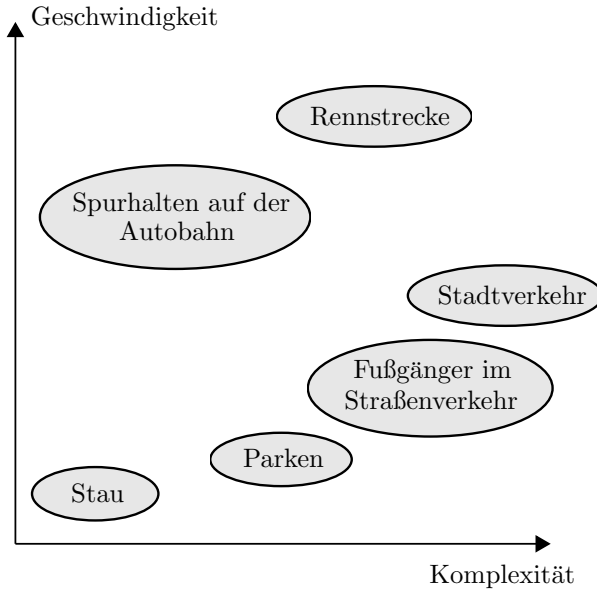 Geschwindigkeit
Rennstrecke
Spurhalten auf der
Autobahn
Stadtverkehr
Fußgänger im
Straßenverkehr
Parken
Stau
Komplexität